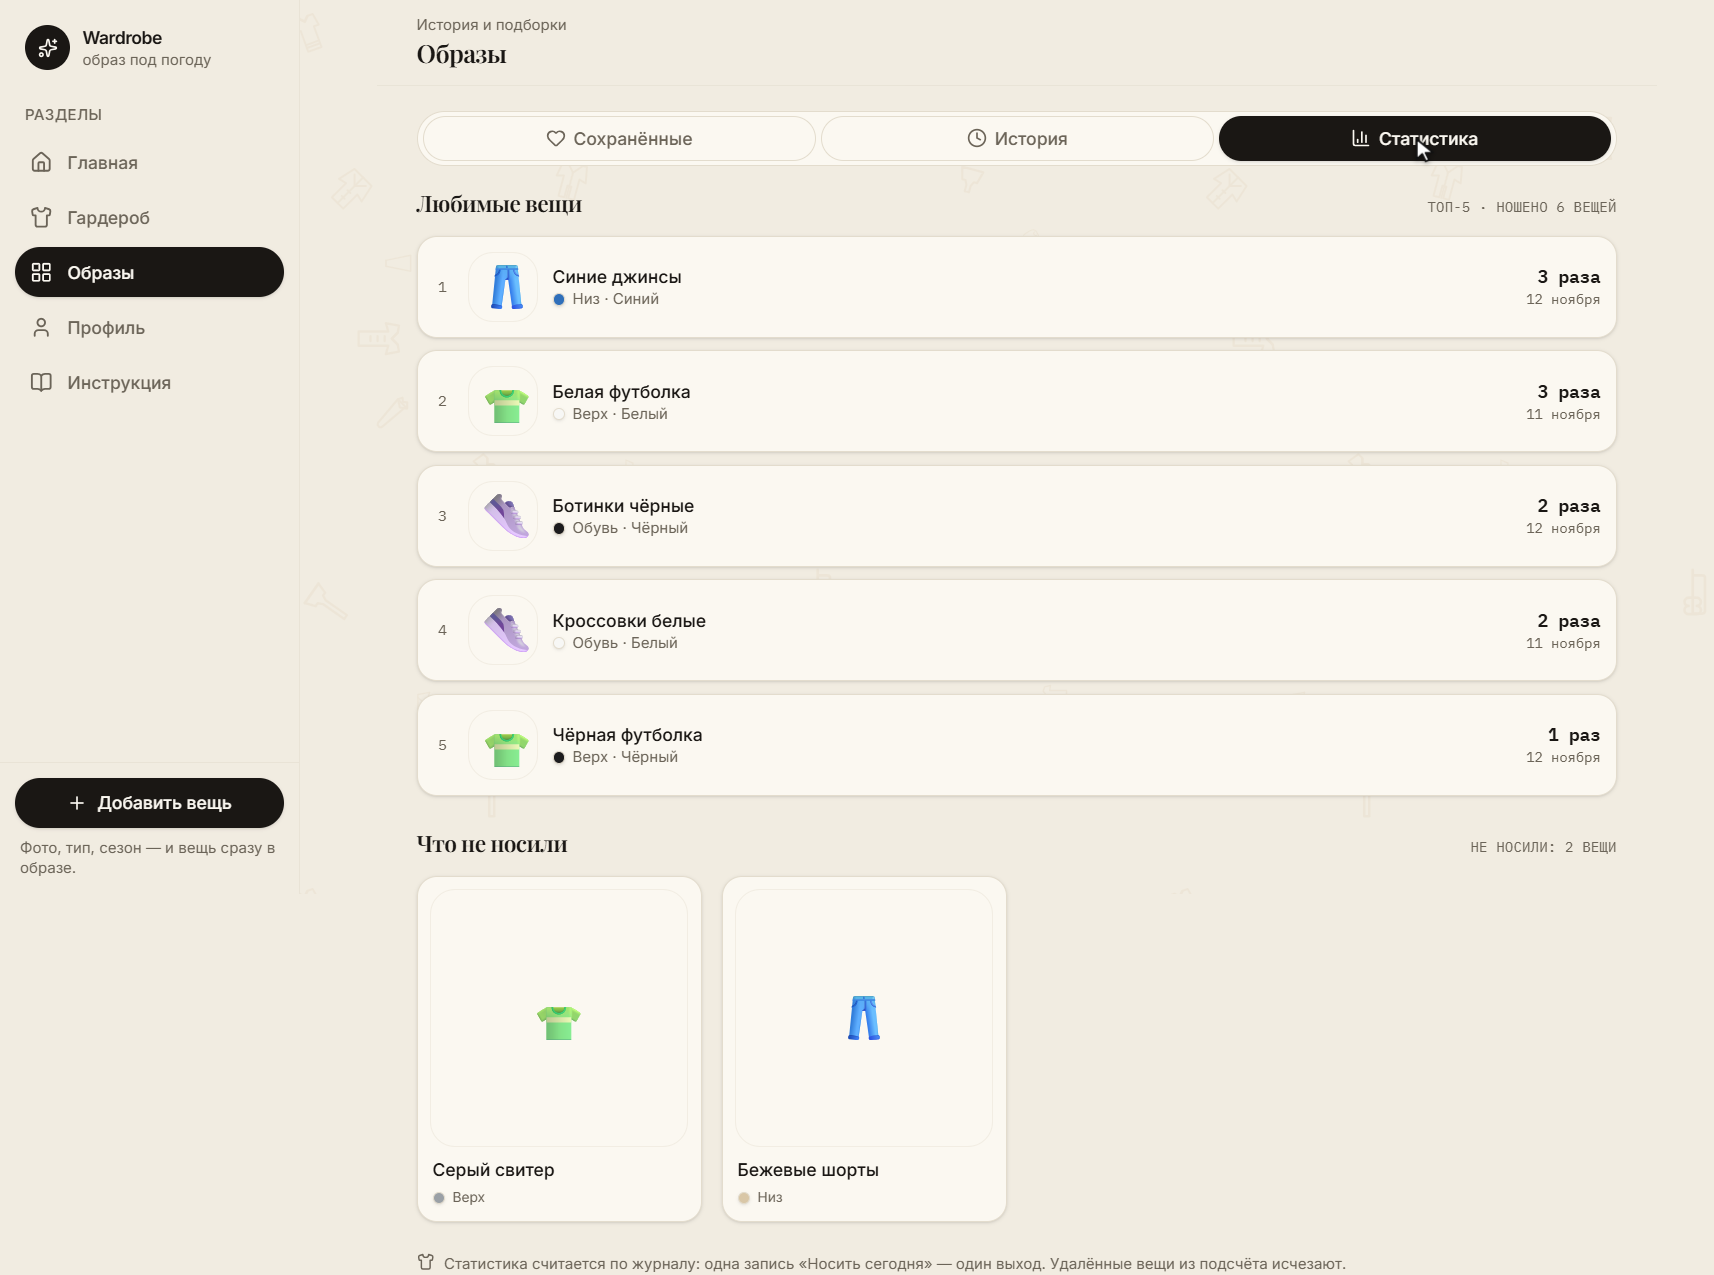 Wardrobe
образ под погоду
РАЗДЕЛЫ
Главная
Гардероб
Образы
Профиль
Инструкция
Добавить вещь
Фото, тип, сезон — и вещь сразу в
образе.
История и подборки
Образы
Сохранённые
История
Статистика
Любимые вещи
ТОП-5 · НОШЕНО 6 ВЕЩЕЙ
1
Синие джинсы
Низ · Синий
3 раза
12 ноября
2
Белая футболка
Верх · Белый
3 раза
11 ноября
3
Ботинки чёрные
Обувь · Чёрный
2 раза
12 ноября
4
Кроссовки белые
Обувь · Белый
2 раза
11 ноября
5
Чёрная футболка
Верх · Чёрный
1 раз
12 ноября
Что не носили
НЕ НОСИЛИ: 2 ВЕЩИ
Серый свитер
Верх
Бежевые шорты
Низ
Статистика считается по журналу: одна запись «Носить сегодня» — один выход. Удалённые вещи из подсчёта исчезают.